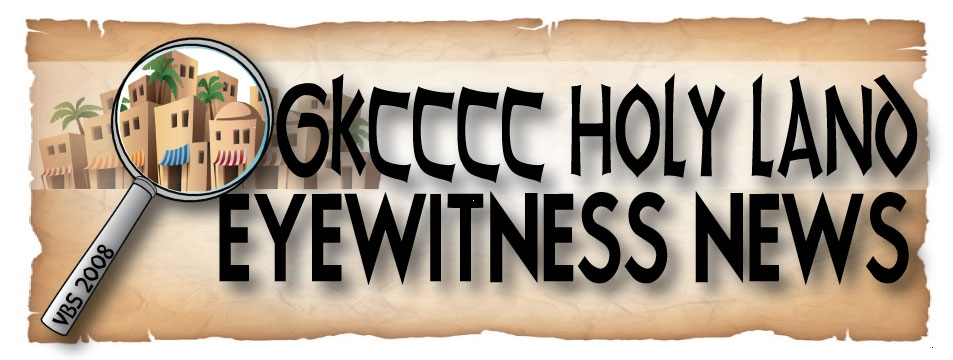 GKCCCC HOLY LAND
EYEWITNESS NEWS
VBS 2008